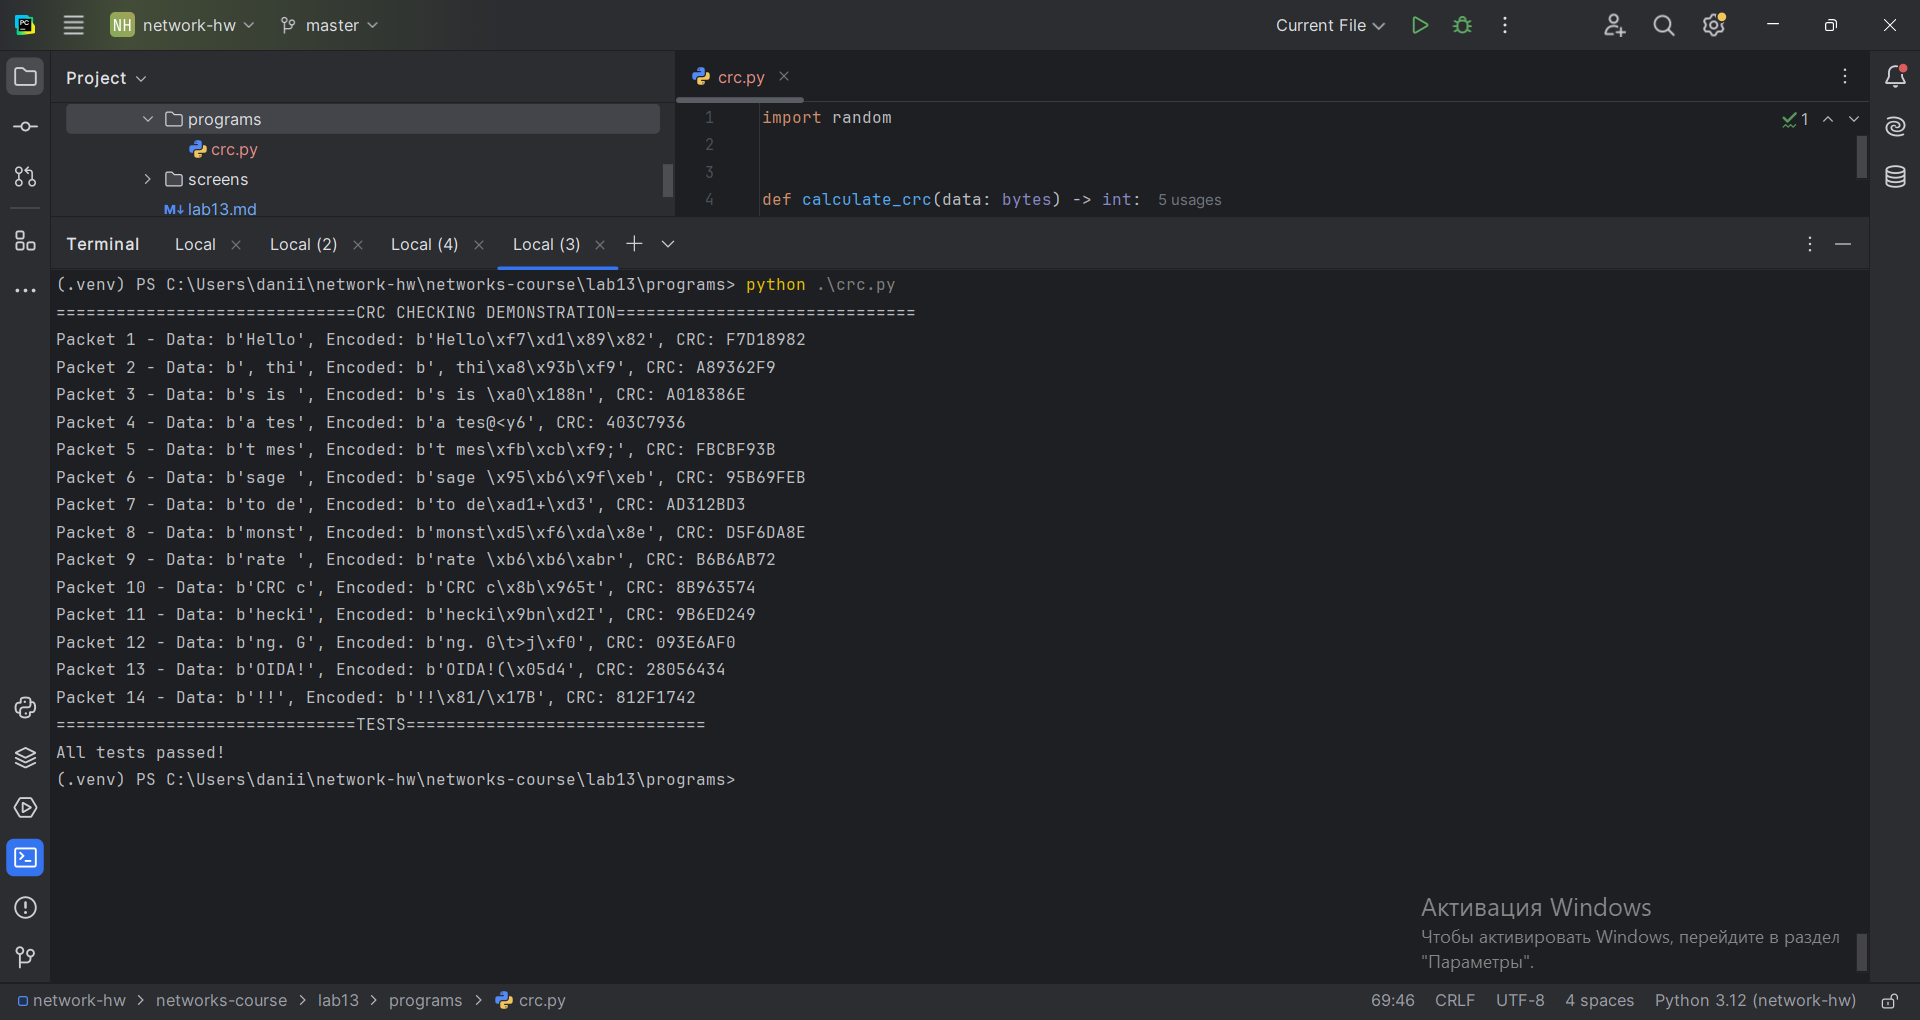 NH network-hw master Current File
Project
crc.py
programs
crc.py
screens
M↓ lab13.md
1 import random
2
3
4 def calculate_crc(data: bytes) -> int: 5 usages
1
Terminal Local Local (2) Local (4) Local (3)
(.venv) PS C:\Users\danii\network-hw\networks-course\lab13\programs> python .\crc.py
==============================CRC CHECKING DEMONSTRATION==============================
Packet 1 - Data: b'Hello', Encoded: b'Hello\xf7\xd1\x89\x82', CRC: F7D18982
Packet 2 - Data: b', thi', Encoded: b', thi\xa8\x93b\xf9', CRC: A89362F9
Packet 3 - Data: b's is ', Encoded: b's is \xa0\x188n', CRC: A018386E
Packet 4 - Data: b'a tes', Encoded: b'a tes@<y6', CRC: 403C7936
Packet 5 - Data: b't mes', Encoded: b't mes\xfb\xcb\xf9;', CRC: FBCBF93B
Packet 6 - Data: b'sage ', Encoded: b'sage \x95\xb6\x9f\xeb', CRC: 95B69FEB
Packet 7 - Data: b'to de', Encoded: b'to de\xad1+\xd3', CRC: AD312BD3
Packet 8 - Data: b'monst', Encoded: b'monst\xd5\xf6\xda\x8e', CRC: D5F6DA8E
Packet 9 - Data: b'rate ', Encoded: b'rate \xb6\xb6\xabr', CRC: B6B6AB72
Packet 10 - Data: b'CRC c', Encoded: b'CRC c\x8b\x965t', CRC: 8B963574
Packet 11 - Data: b'hecki', Encoded: b'hecki\x9bn\xd2I', CRC: 9B6ED249
Packet 12 - Data: b'ng. G', Encoded: b'ng. G\t>j\xf0', CRC: 093E6AF0
Packet 13 - Data: b'OIDA!', Encoded: b'OIDA!(\x05d4', CRC: 28056434
Packet 14 - Data: b'!!', Encoded: b'!!\x81/\x17B', CRC: 812F1742
==============================TESTS==============================
All tests passed!
(.venv) PS C:\Users\danii\network-hw\networks-course\lab13\programs>
Активация Windows
Чтобы активировать Windows, перейдите в раздел
"Параметры".
network-hw > networks-course > lab13 > programs > crc.py 69:46 CRLF UTF-8 4 spaces Python 3.12 (network-hw)